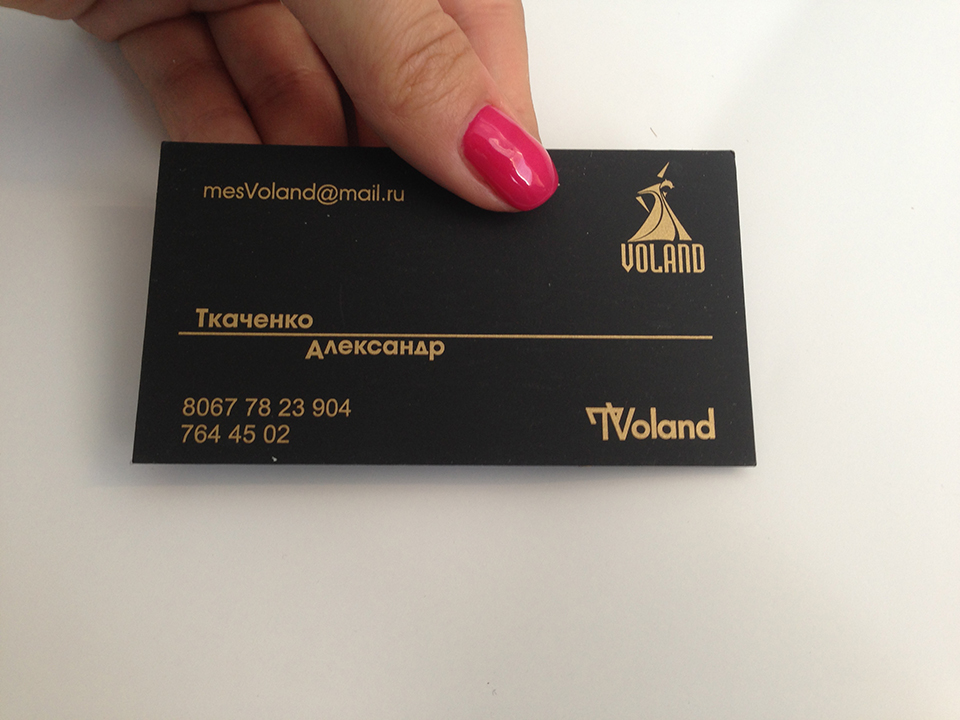 mesVoland@mail.ru
VOLAND
Ткаченко
Александр
8067 78 23 904
764 45 02
TVoland